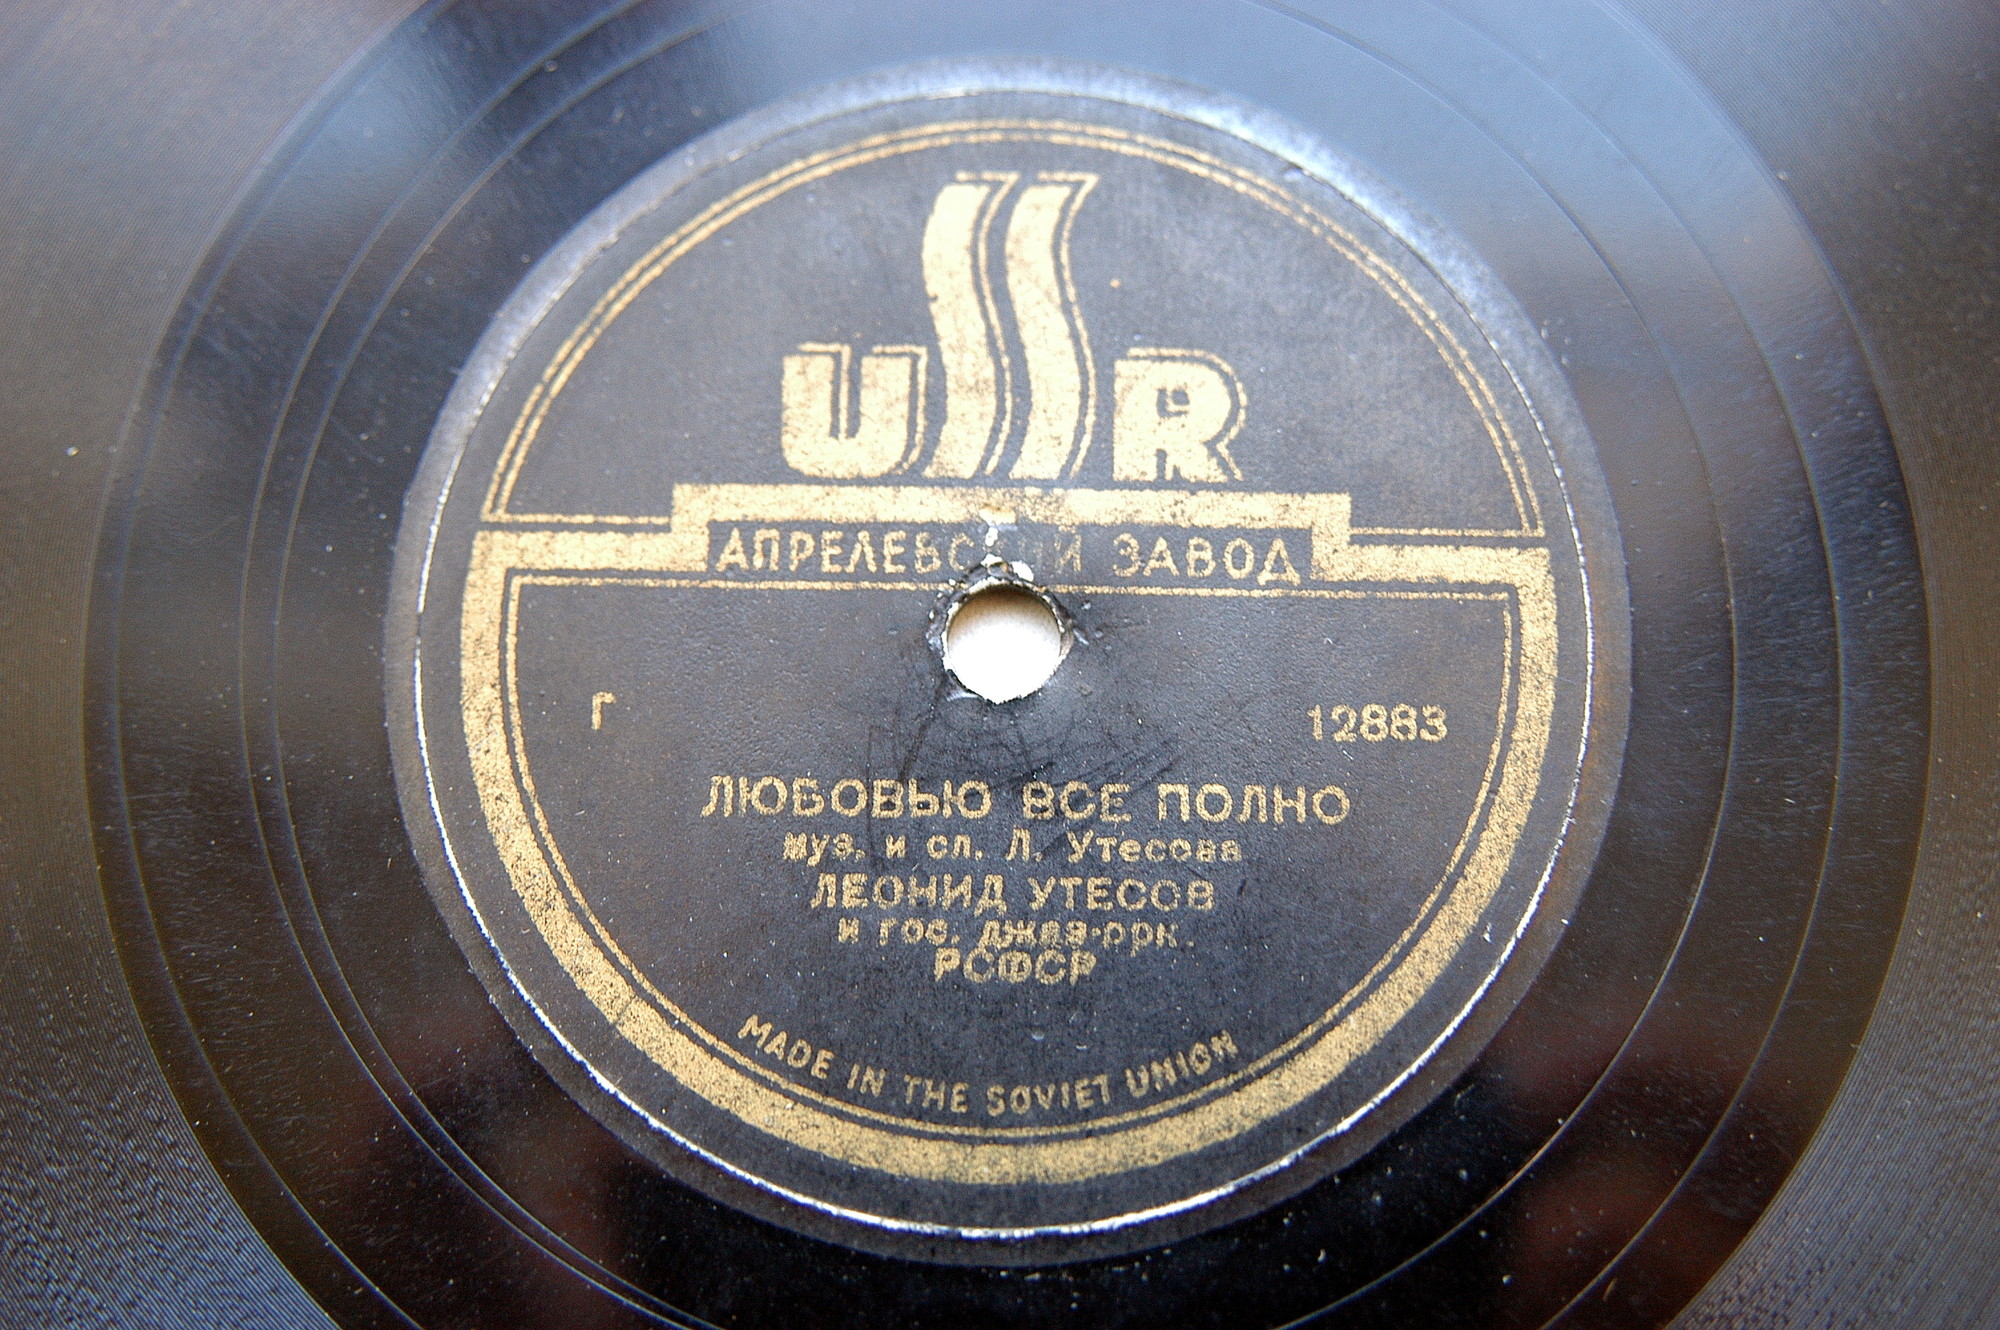 USSR
АПРЕЛЕВСКИЙ ЗАВОД
Г 12883
ЛЮБОВЬЮ ВСЕ ПОЛНО
муз. и сл. Л. Утесова
ЛЕОНИД УТЕСОВ
и гос. джаз-орк.
РСФСР
MADE IN THE SOVIET UNION